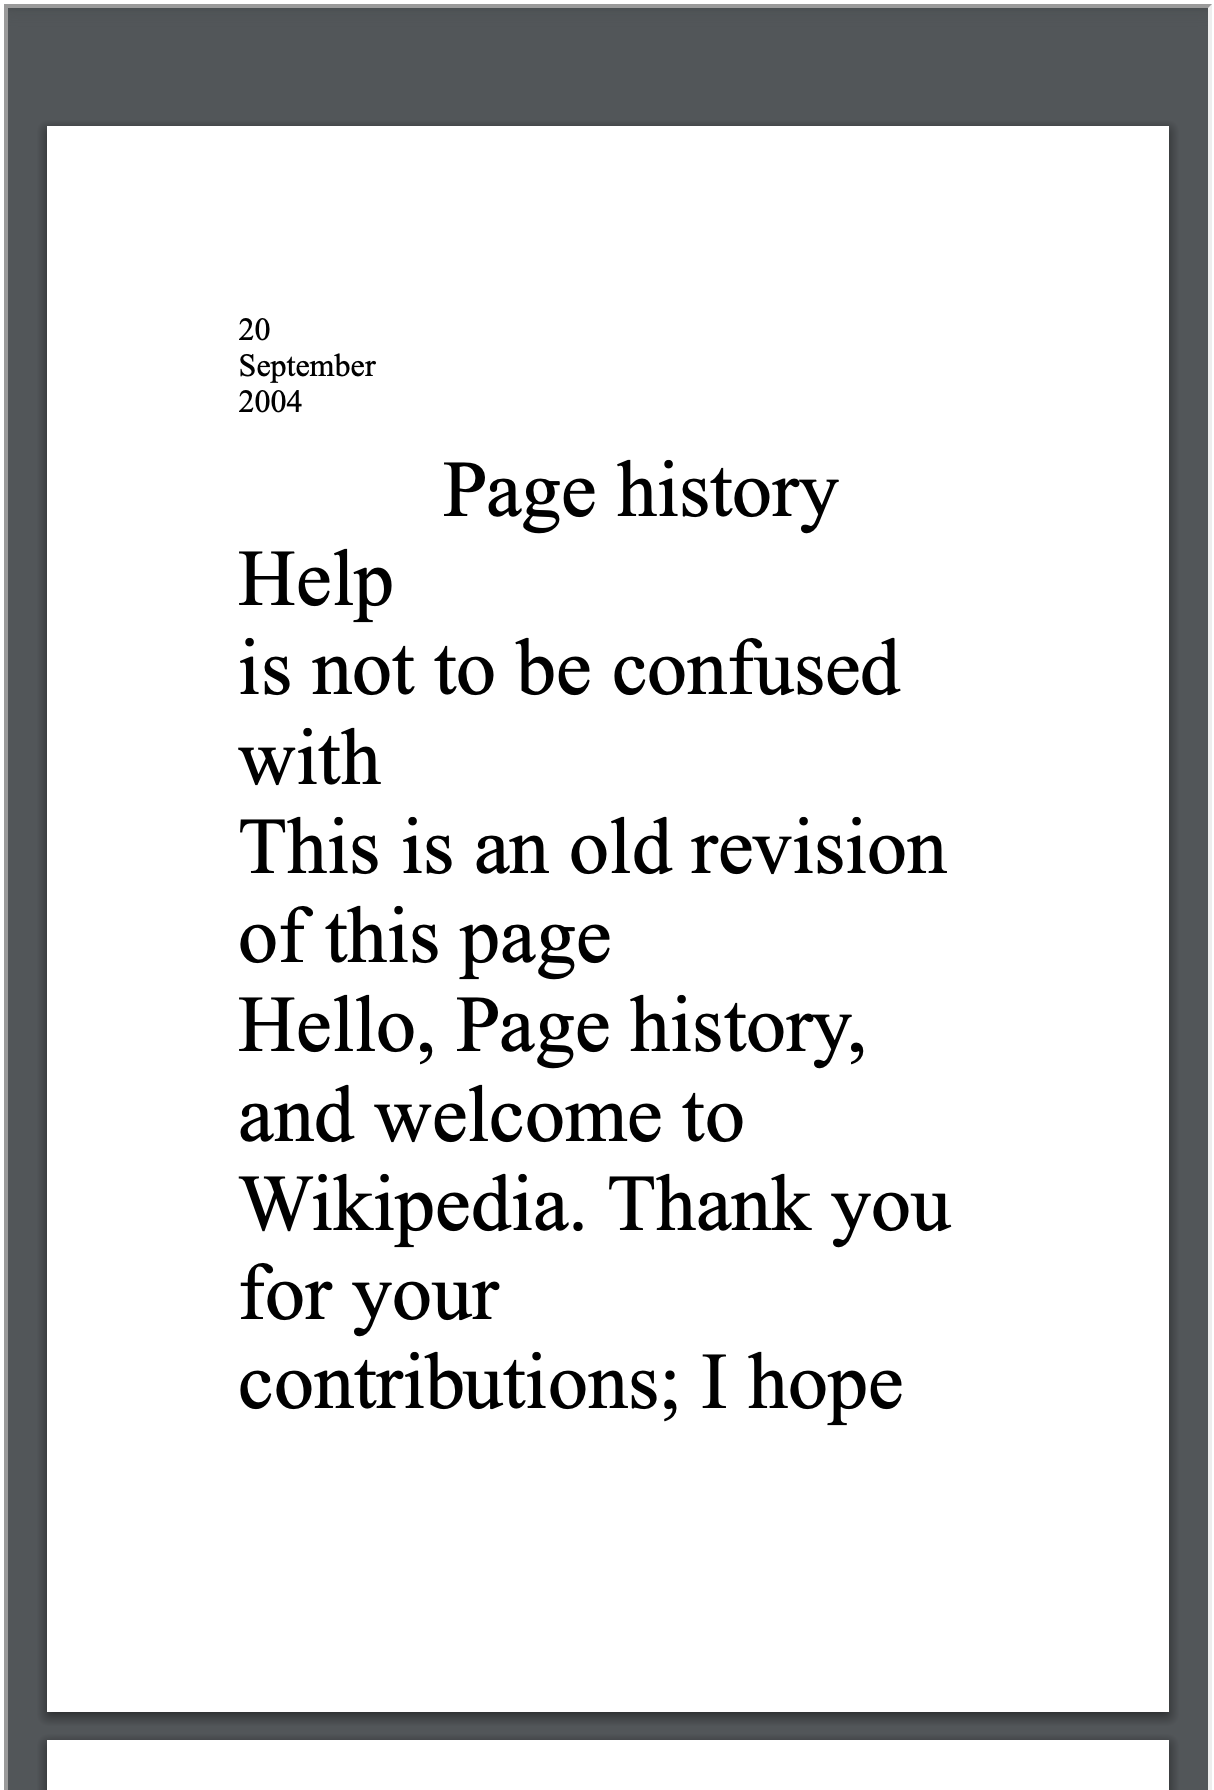 20
September
2004
Page history
Help
is not to be confused
with
This is an old revision
of this page
Hello, Page history,
and welcome to
Wikipedia. Thank you
for your
contributions; I hope